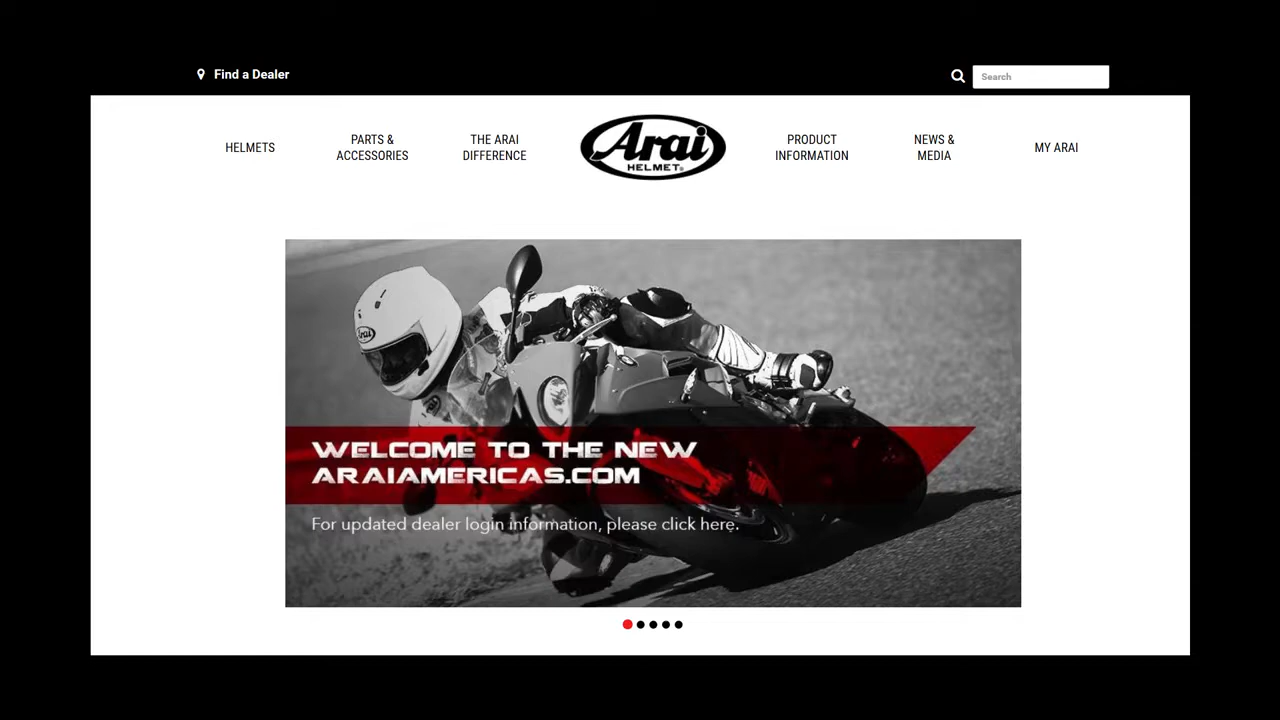 Find a Dealer
Search
HELMETS
PARTS &
ACCESSORIES
THE ARAI
DIFFERENCE
Arai
HELMET®
PRODUCT
INFORMATION
NEWS &
MEDIA
MY ARAI
Arai
WELCOME TO THE NEW
ARAIAMERICAS.COM
For updated dealer login information, please click here.